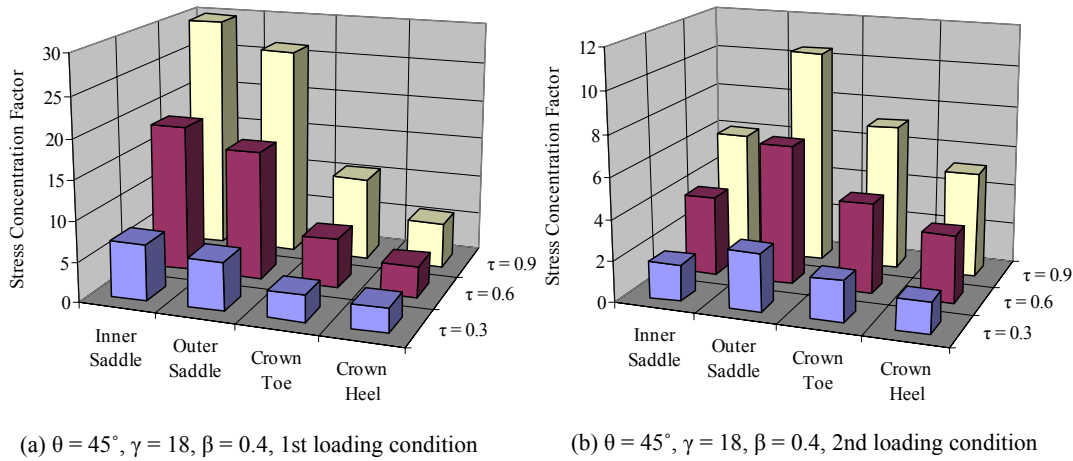 Stress Concentration Factor
30
25
20
15
10
5
0
Inner
Saddle
Outer
Saddle
Crown
Toe
Crown
Heel
τ = 0.9
τ = 0.6
τ = 0.3
(a) θ = 45˚, γ = 18, β = 0.4, 1st loading condition
Stress Concentration Factor
12
10
8
6
4
2
0
Inner
Saddle
Outer
Saddle
Crown
Toe
Crown
Heel
τ = 0.9
τ = 0.6
τ = 0.3
(b) θ = 45˚, γ = 18, β = 0.4, 2nd loading condition